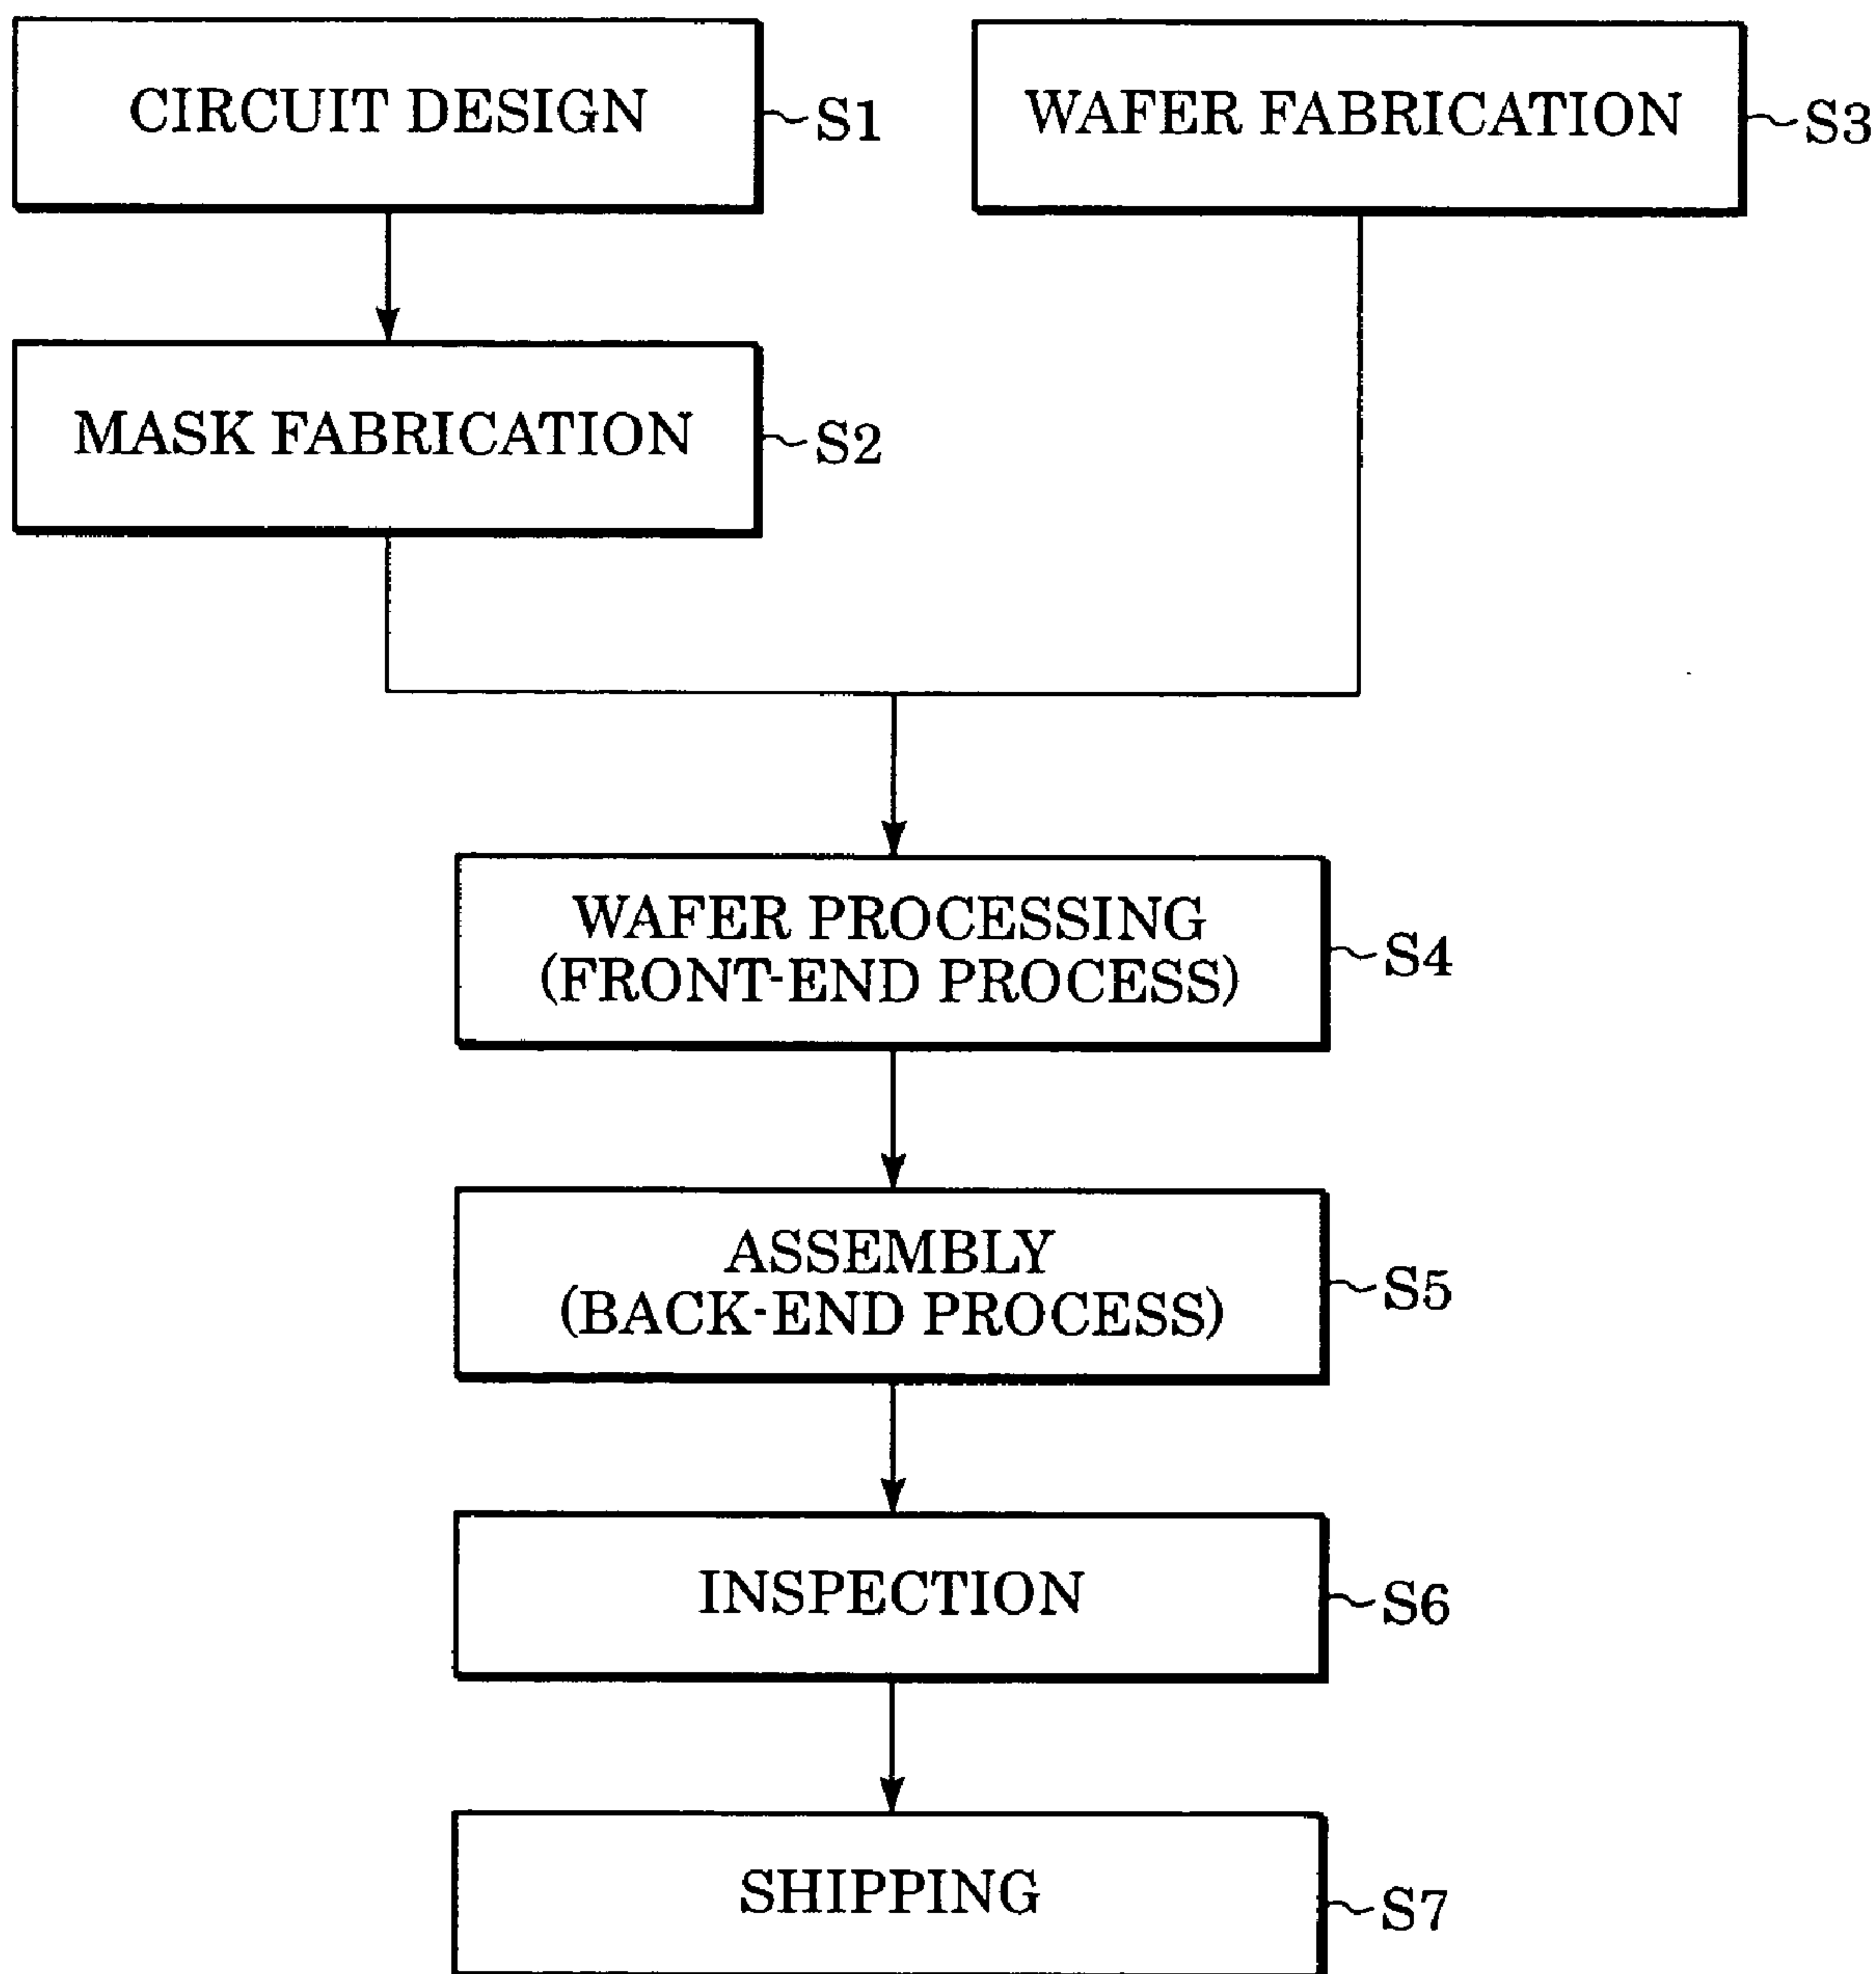 CIRCUIT DESIGN
S1
WAFER FABRICATION
S3
MASK FABRICATION
S2
WAFER PROCESSING
(FRONT-END PROCESS)
S4
ASSEMBLY
(BACK-END PROCESS)
S5
INSPECTION
S6
SHIPPING
S7